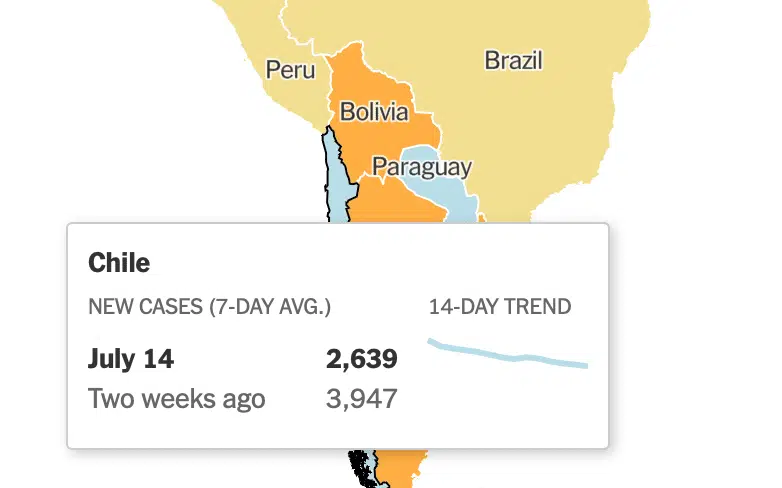 Brazil
Peru
Bolivia
Paraguay
Chile
NEW CASES (7-DAY AVG.) 14-DAY TREND
July 14 2,639
Two weeks ago 3,947